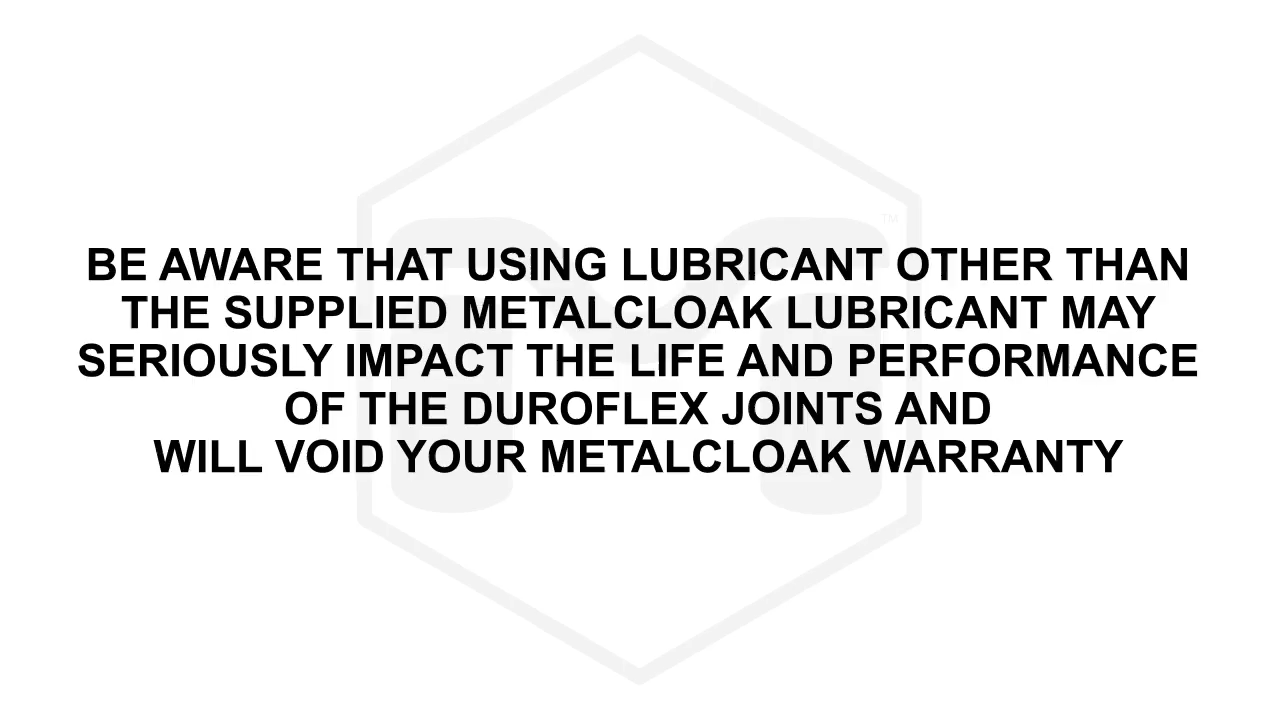 TM
BE AWARE THAT USING LUBRICANT OTHER THAN
THE SUPPLIED METALCLOAK LUBRICANT MAY
SERIOUSLY IMPACT THE LIFE AND PERFORMANCE
OF THE DUROFLEX JOINTS AND
WILL VOID YOUR METALCLOAK WARRANTY